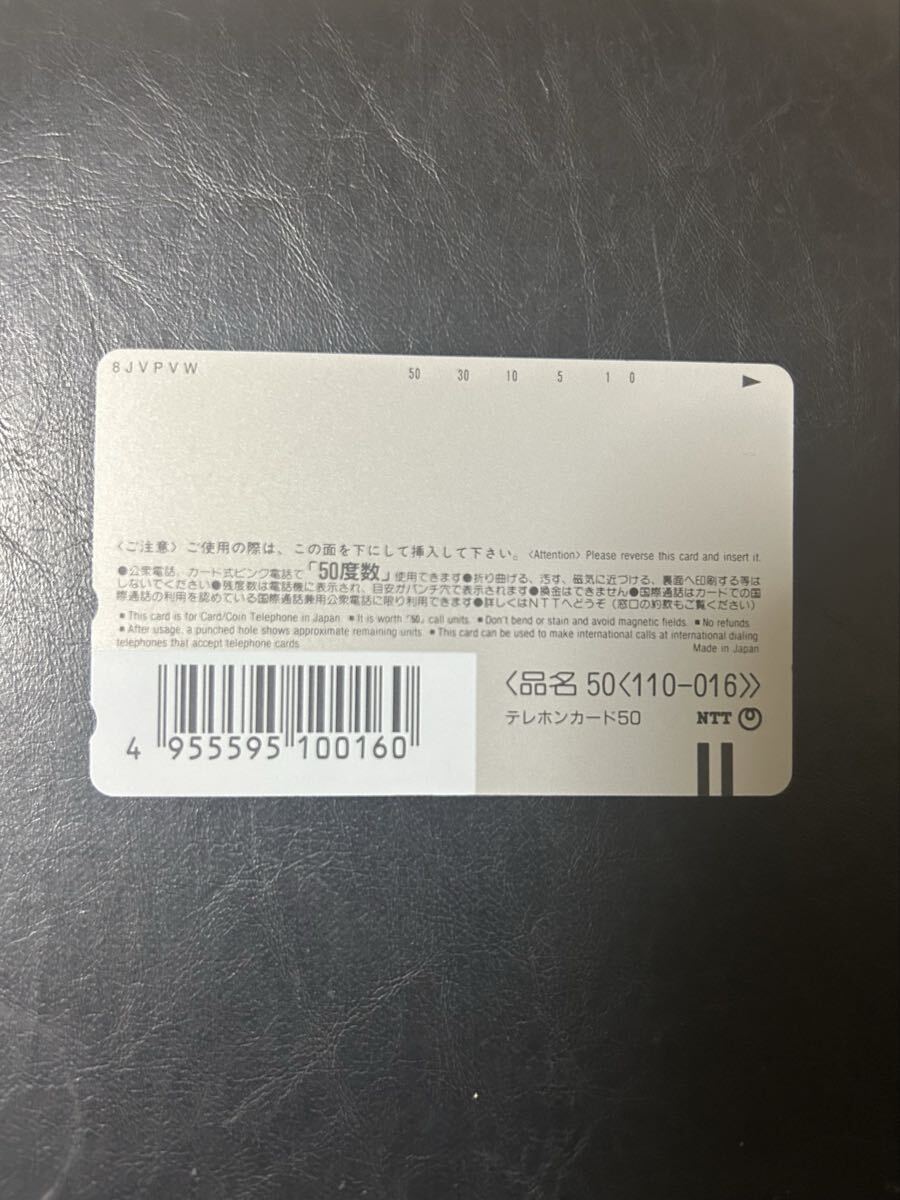 8JVPVW
50 30 10 5 1 0
〈ご注意〉ご使用の際は、この面を下にして挿入して下さい。〈Attention〉Please reverse this card and insert it.
●公衆電話、カード式ピンク電話で「50度数」使用できます●折り曲げる、汚す、磁気に近づける、裏面へ印刷する等は
しないでください●残度数は電話機に表示され、目安がパンチ穴で表示されます●換金はできません●国際通話はカードでの国
際通話の利用を認めている国際通話兼用公衆電話に限り利用できます●詳しくはNTTへどうぞ(窓口の約款もご覧ください)
■This card is for Card/Coin Telephone in Japan ■It is worth「50」call units. ■Don't bend or stain and avoid magnetic fields. ■No refunds.
■After usage, a punched hole shows approximate remaining units ■This card can be used to make international calls at international dialing
telephones that accept telephone cards
Made in Japan
〈品名 50〈110-016〉〉
テレホンカード50 NTT
4 955595 100160